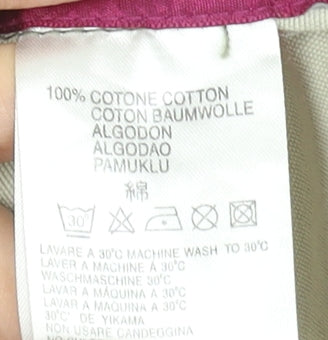 100% COTONE COTTON
COTON BAUMWOLLE
ALGODON
ALGODAO
PAMUKLU
綿
30°
LAVARE A 30°C MACHINE WASH TO 30°C
LAVER A MACHINE À 30°C
WASCHMASCHINE 30°C
LAVAR A MÁQUINA A 30°C
LAVAR A MAQUINA À 30°C
30°C' DE YIKAMA
NON USARE CANDEGGINA